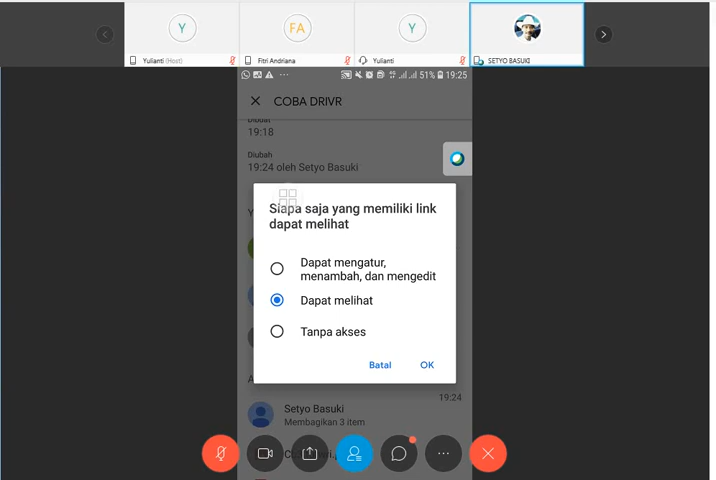 Y
FA
Y
Yulianti (Host)
Fitri Andriana
Yulianti
SETYO BASUKI
51% 19:25
COBA DRIVR
Dibuat
19:18
Diubah
19:24 oleh Setyo Basuki
Siapa saja yang memiliki link
dapat melihat
Dapat mengatur,
menambah, dan mengedit
Dapat melihat
Tanpa akses
Batal
OK
19:24
Setyo Basuki
Membagikan 3 item